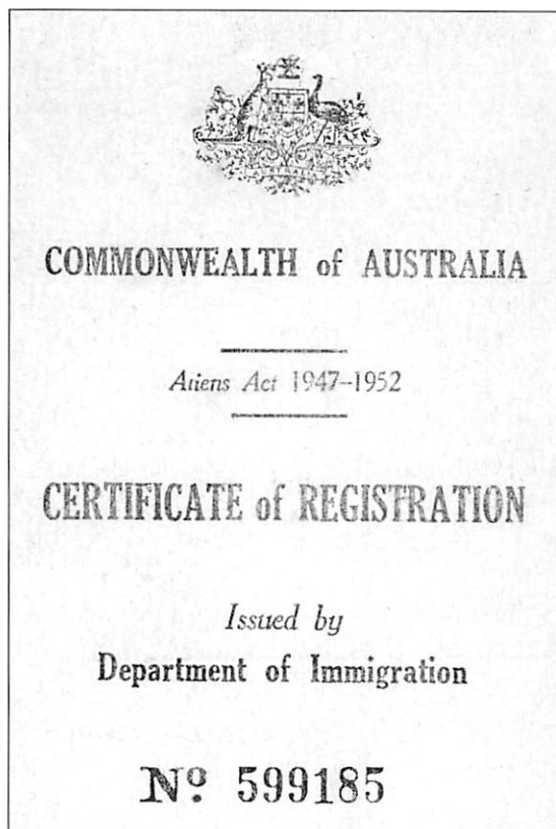 COMMONWEALTH of AUSTRALIA
Aliens Act 1947-1952
CERTIFICATE of REGISTRATION
Issued by
Department of Immigration
Nº 599185